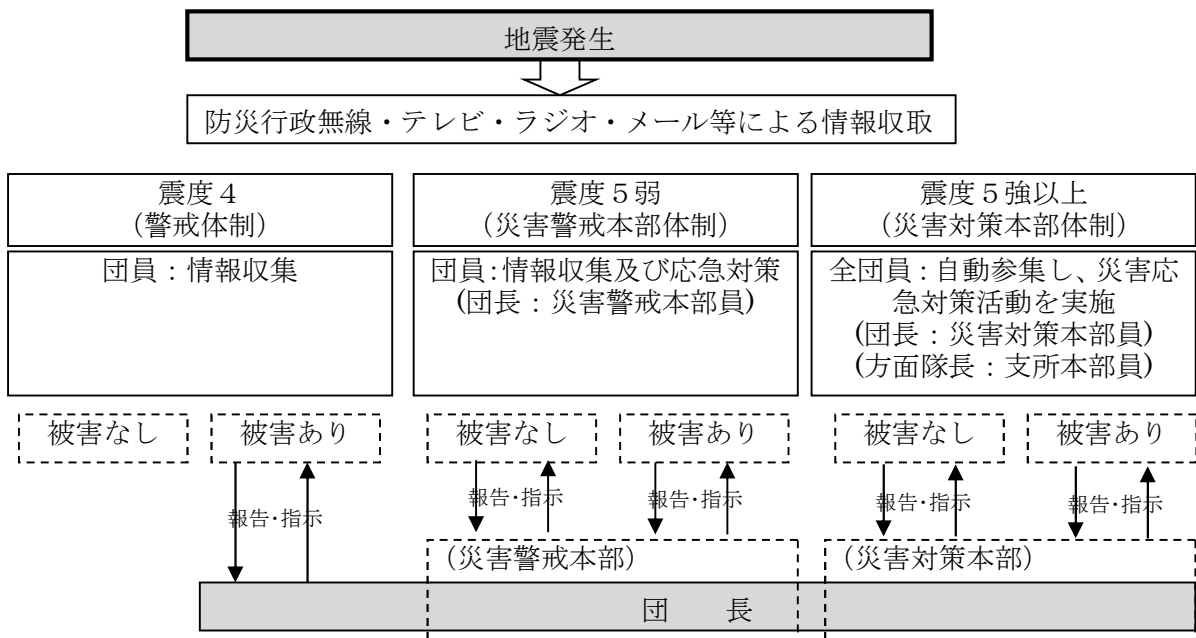 地震発生
防災行政無線・テレビ・ラジオ・メール等による情報収取
震度４
（警戒体制）
団員：情報収集
震度５弱
（災害警戒本部体制）
団員：情報収集及び応急対策
(団長：災害警戒本部員)
震度５強以上
（災害対策本部体制）
全団員：自動参集し、災害応
急対策活動を実施
(団長：災害対策本部員)
(方面隊長：支所本部員)
被害なし
被害あり
被害なし
被害あり
被害なし
被害あり
報告・指示
報告・指示
報告・指示
報告・指示
報告・指示
（災害警戒本部）
（災害対策本部）
団　　長